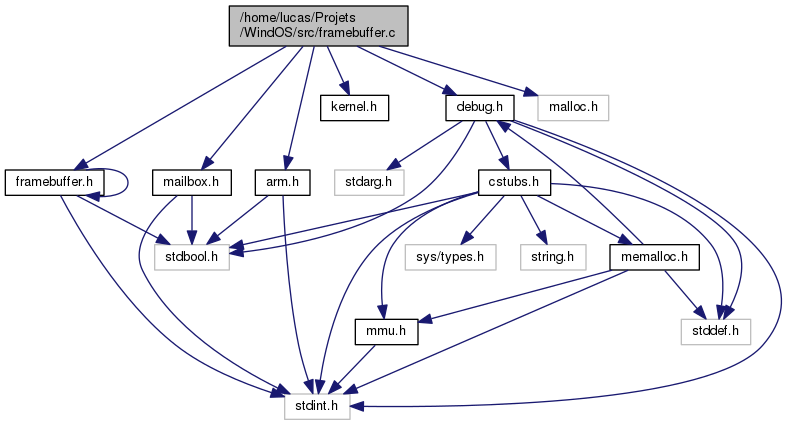 /home/lucas/Projets
/WindOS/src/framebuffer.c
kernel.h
debug.h
malloc.h
framebuffer.h
mailbox.h
arm.h
stdarg.h
cstubs.h
stdbool.h
sys/types.h
string.h
memalloc.h
mmu.h
stddef.h
stdint.h